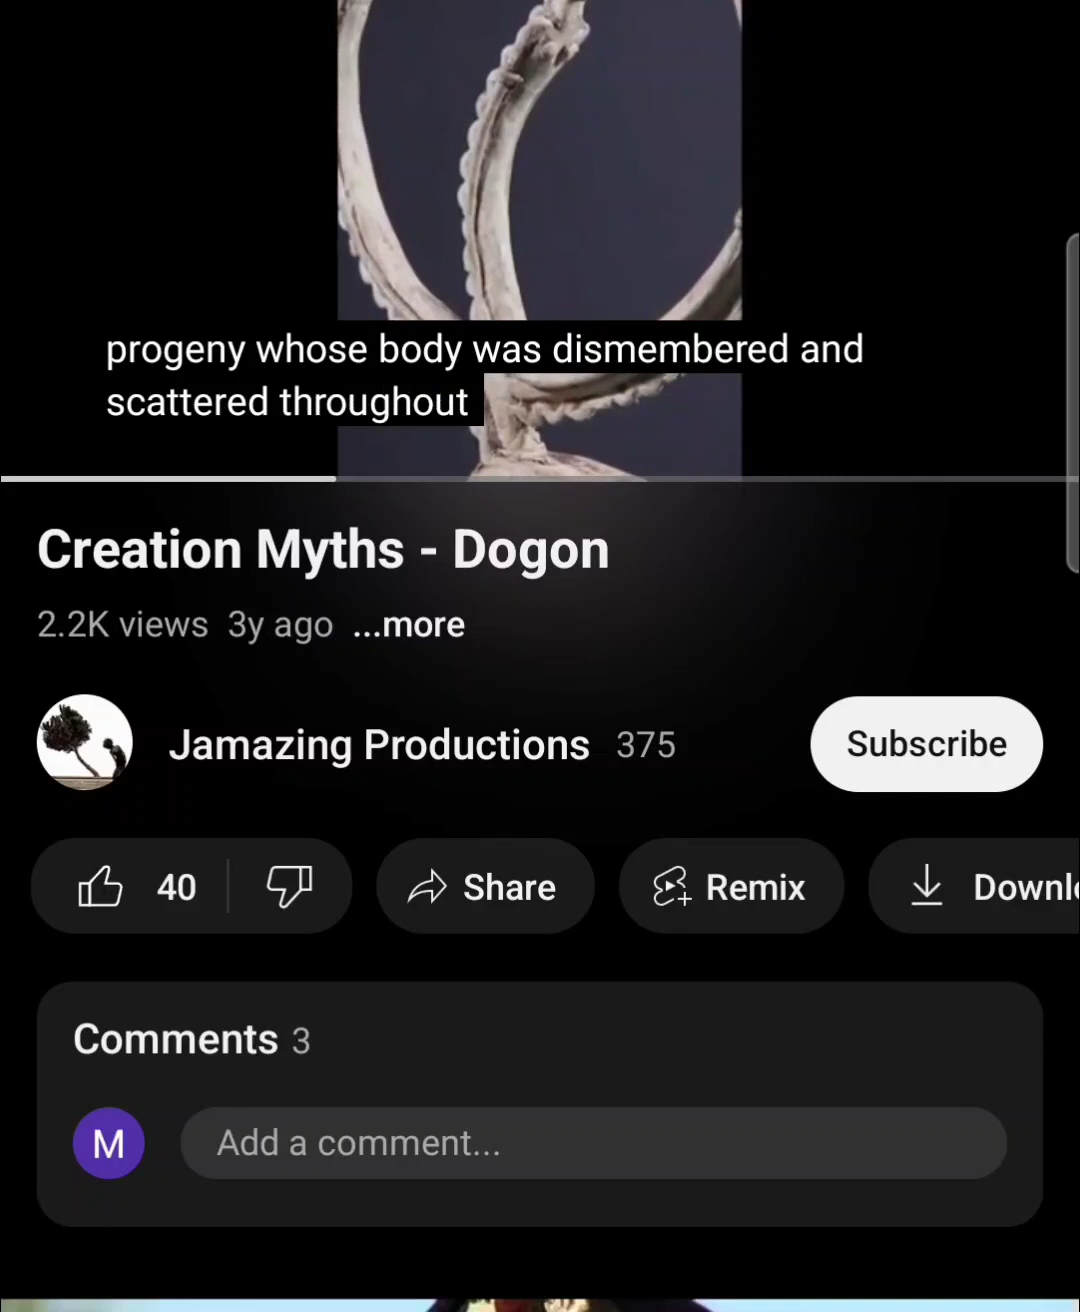 progeny whose body was dismembered and
scattered throughout
Creation Myths - Dogon
2.2K views 3y ago ...more
Jamazing Productions 375
Subscribe
40 Share Remix Downlo
Comments 3
M
Add a comment...